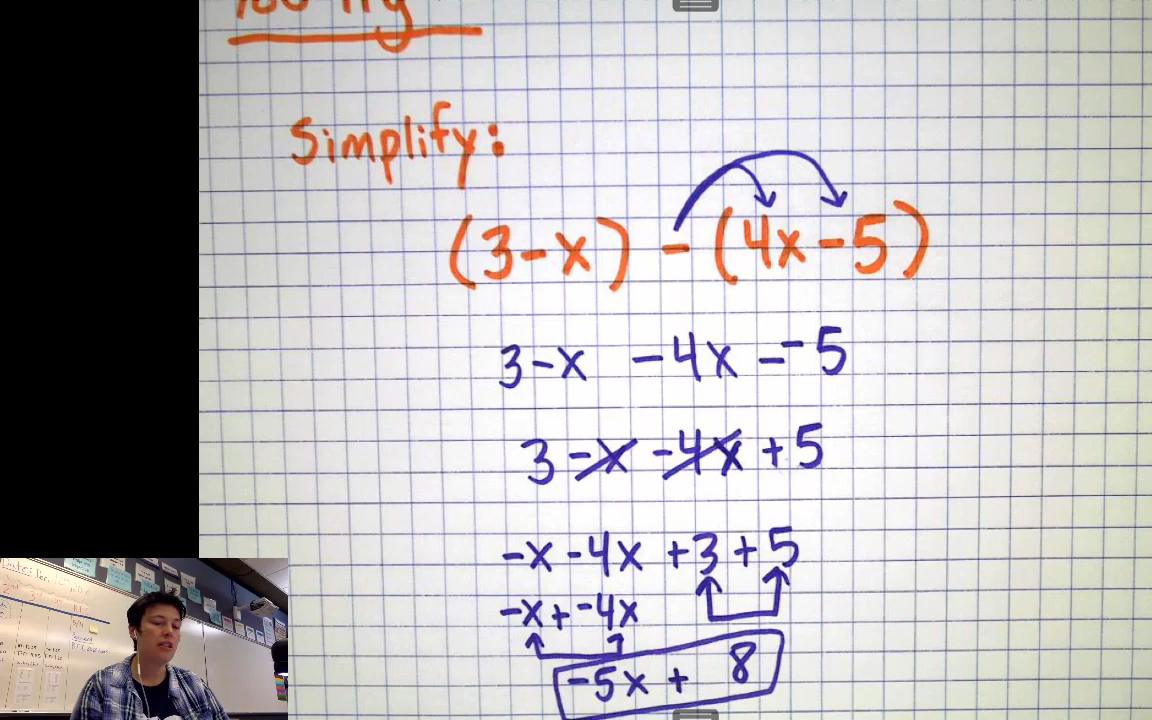 Simplify:
(3-x) - (4x-5)
3-x -4x --5
3 -x -4x +5
-x -4x +3 +5
-x + -4x
-5x + 8